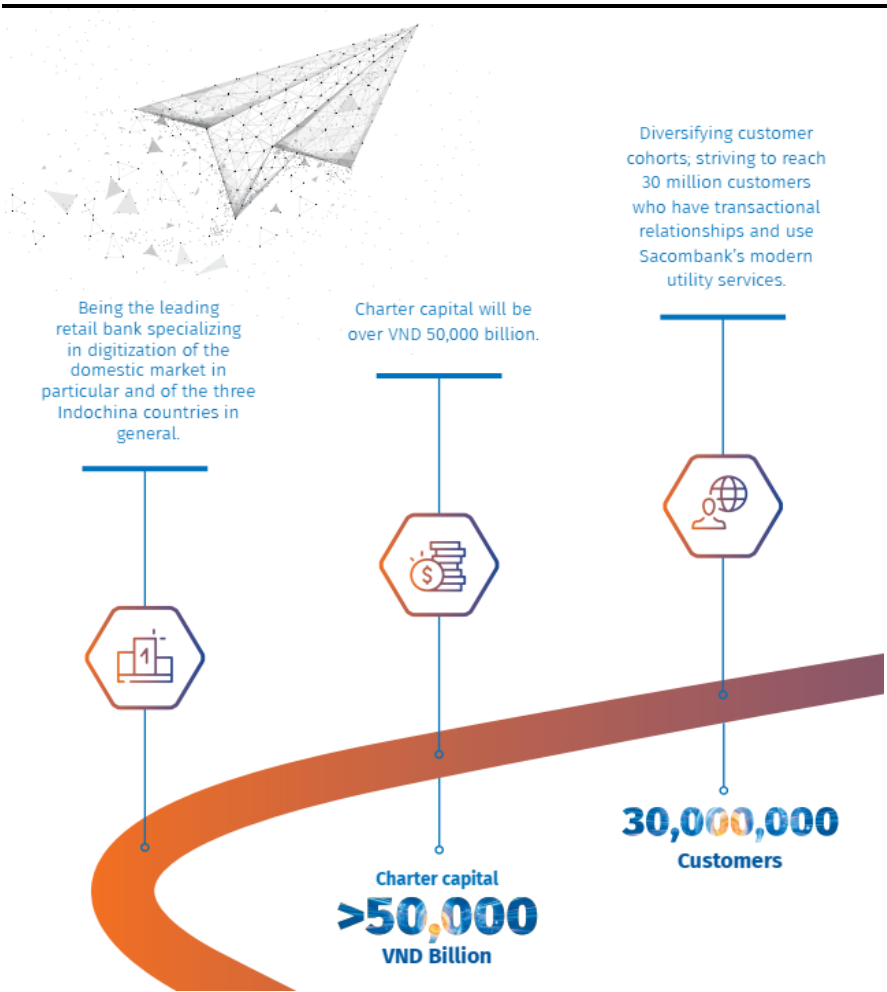 Being the leading
retail bank specializing
in digitization of the
domestic market in
particular and of the three
Indochina countries in
general.
1
Charter capital will be
over VND 50,000 billion.
$
Charter capital
>50,000
VND Billion
Diversifying customer
cohorts; striving to reach
30 million customers
who have transactional
relationships and use
Sacombank's modern
utility services.
30,000,000
Customers